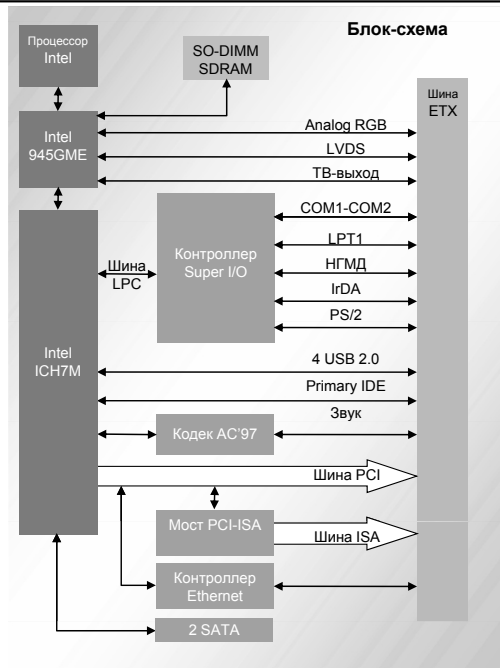 Блок-схема
Процессор
Intel
SO-DIMM
SDRAM
Шина
ETX
Intel
945GME
Analog RGB
LVDS
ТВ-выход
COM1-COM2
LPT1
НГМД
IrDA
PS/2
Контроллер
Super I/O
Шина
LPC
Intel
ICH7M
4 USB 2.0
Primary IDE
Звук
Кодек AC'97
Шина PCI
Мост PCI-ISA
Шина ISA
Контроллер
Ethernet
2 SATA